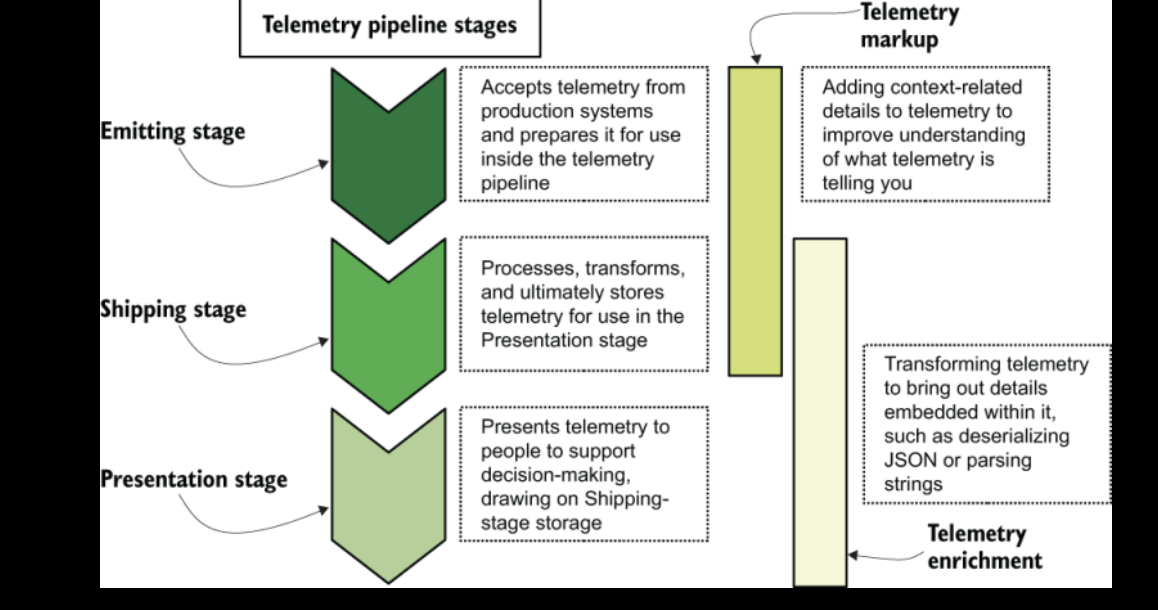 Telemetry pipeline stages
Telemetry
markup
Emitting stage
Accepts telemetry from
production systems
and prepares it for use
inside the telemetry
pipeline
Adding context-related
details to telemetry to
improve understanding
of what telemetry is
telling you
Shipping stage
Processes, transforms,
and ultimately stores
telemetry for use in the
Presentation stage
Transforming telemetry
to bring out details
embedded within it,
such as deserializing
JSON or parsing
strings
Presentation stage
Presents telemetry to
people to support
decision-making,
drawing on Shipping-
stage storage
Telemetry
enrichment